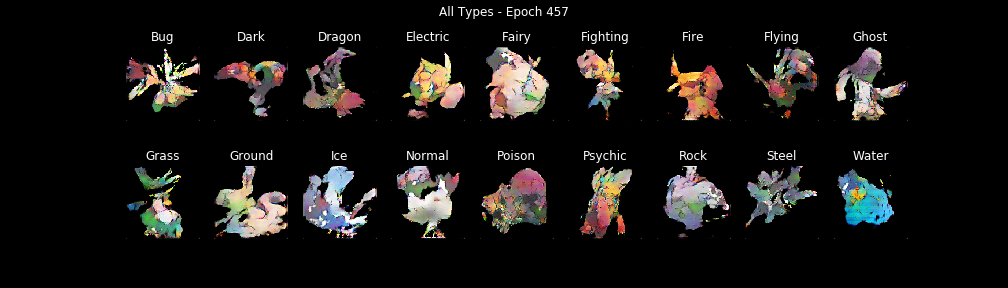 All Types - Epoch 457
Bug Dark Dragon Electric Fairy Fighting Fire Flying Ghost
Grass Ground Ice Normal Poison Psychic Rock Steel Water